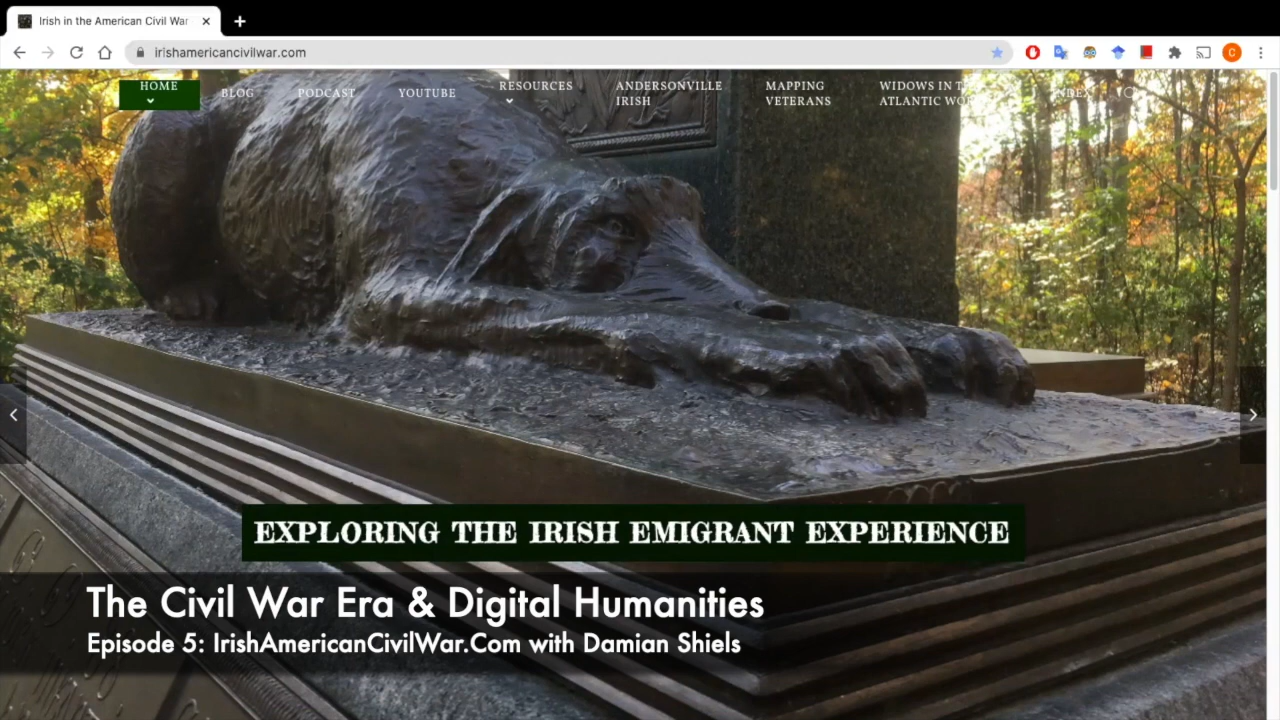 Irish in the American Civil War
irishamericancivilwar.com
C
HOME
BLOG
PODCAST
YOUTUBE
RESOURCES
ANDERSONVILLE
IRISH
MAPPING
VETERANS
WIDOWS IN
ATLANTIC
INDEX
EXPLORING THE IRISH EMIGRANT EXPERIENCE
The Civil War Era & Digital Humanities
Episode 5: IrishAmericanCivilWar.Com with Damian Shiels